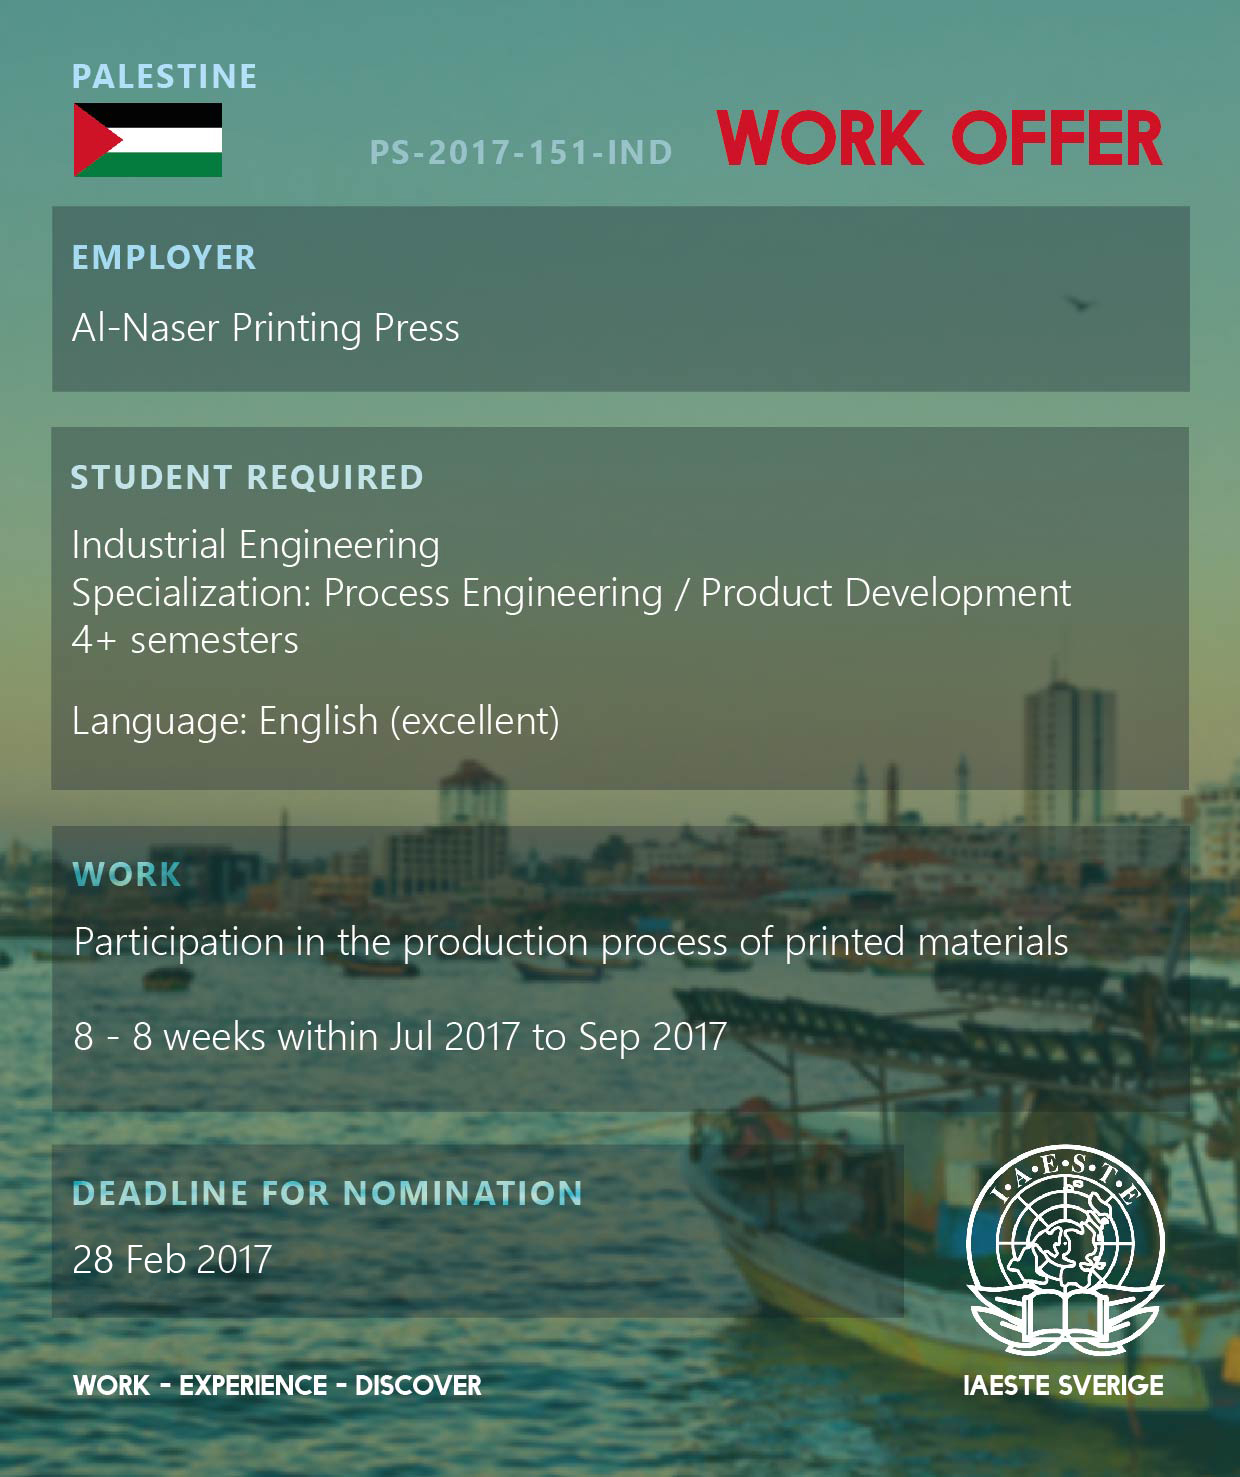 PALESTINE
PS-2017-151-IND
WORK OFFER
EMPLOYER
Al-Naser Printing Press
STUDENT REQUIRED
Industrial Engineering
Specialization: Process Engineering / Product Development
4+ semesters
Language: English (excellent)
WORK
Participation in the production process of printed materials
8 - 8 weeks within Jul 2017 to Sep 2017
DEADLINE FOR NOMINATION
28 Feb 2017
I•A•E•S•T•E
WORK - EXPERIENCE - DISCOVER
IAESTE SVERIGE